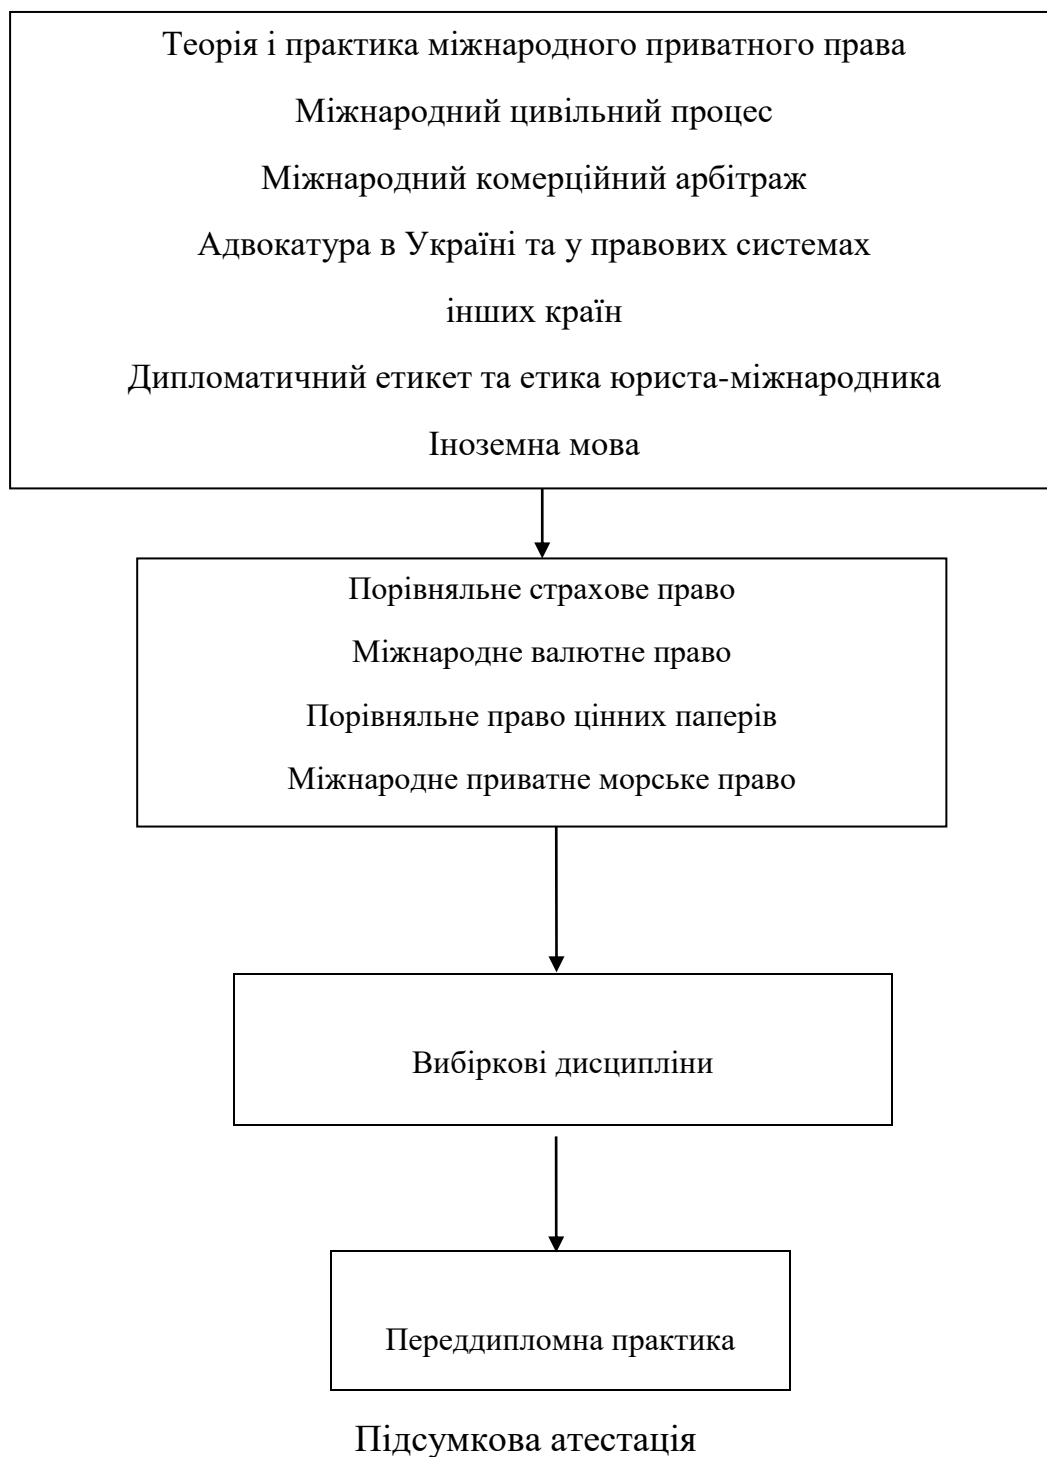 Теорія і практика міжнародного приватного права
Міжнародний цивільний процес
Міжнародний комерційний арбітраж
Адвокатура в Україні та у правових системах
інших країн
Дипломатичний етикет та етика юриста-міжнародника
Іноземна мова
Порівняльне страхове право
Міжнародне валютне право
Порівняльне право цінних паперів
Міжнародне приватне морське право
Вибіркові дисципліни
Переддипломна практика
Підсумкова атестація